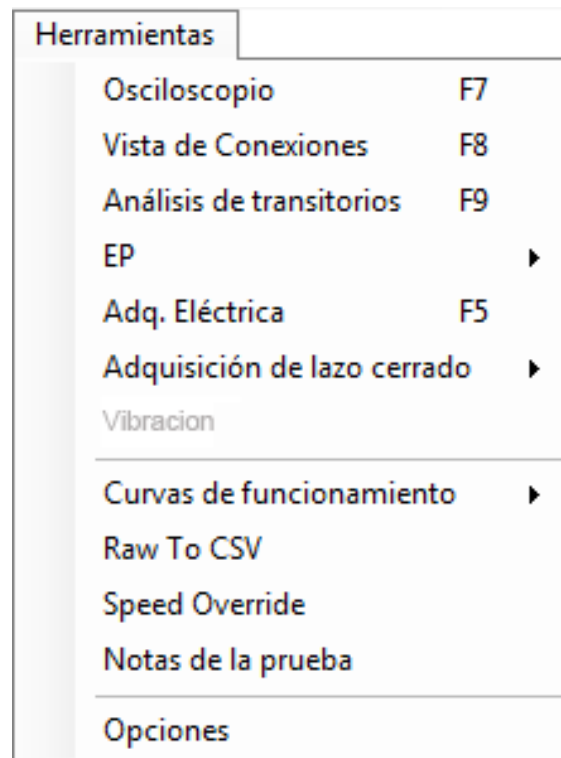 Herramientas
Osciloscopio F7
Vista de Conexiones F8
Análisis de transitorios F9
EP
Adq. Eléctrica F5
Adquisición de lazo cerrado
Vibracion
Curvas de funcionamiento
Raw To CSV
Speed Override
Notas de la prueba
Opciones